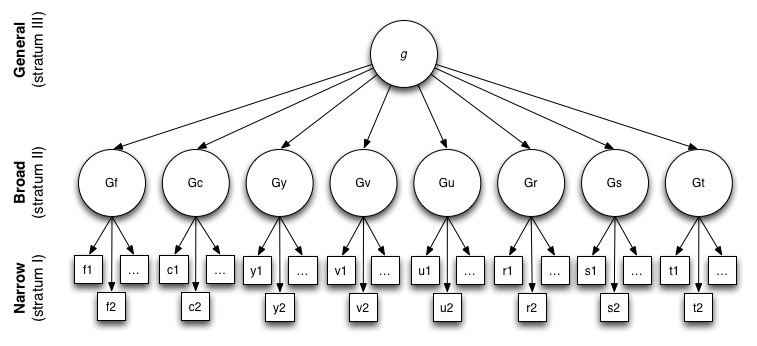 General
(stratum III)
g
Broad
(stratum II)
Gf Gc Gy Gv Gu Gr Gs Gt
Narrow
(stratum I)
f1 ... c1 ... y1 ... v1 ... u1 ... r1 ... s1 ... t1 ...
f2 c2 y2 v2 u2 r2 s2 t2